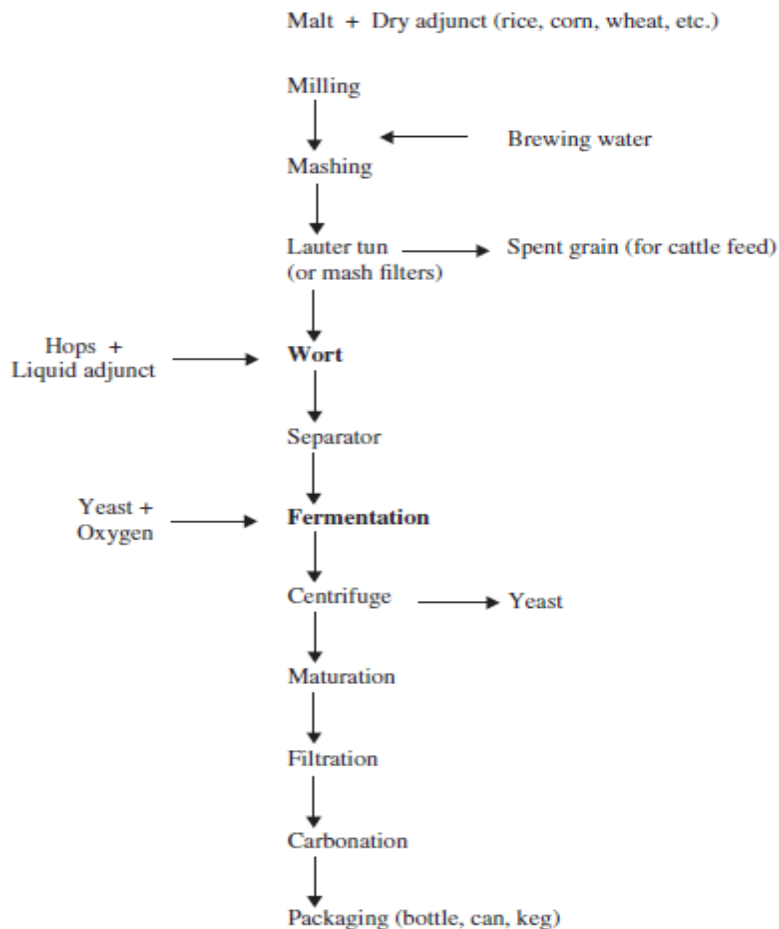 Malt + Dry adjunct (rice, corn, wheat, etc.)
Milling
Brewing water
Mashing
Lauter tun
(or mash filters)
Spent grain (for cattle feed)
Hops +
Liquid adjunct
Wort
Separator
Yeast +
Oxygen
Fermentation
Centrifuge
Yeast
Maturation
Filtration
Carbonation
Packaging (bottle, can, keg)